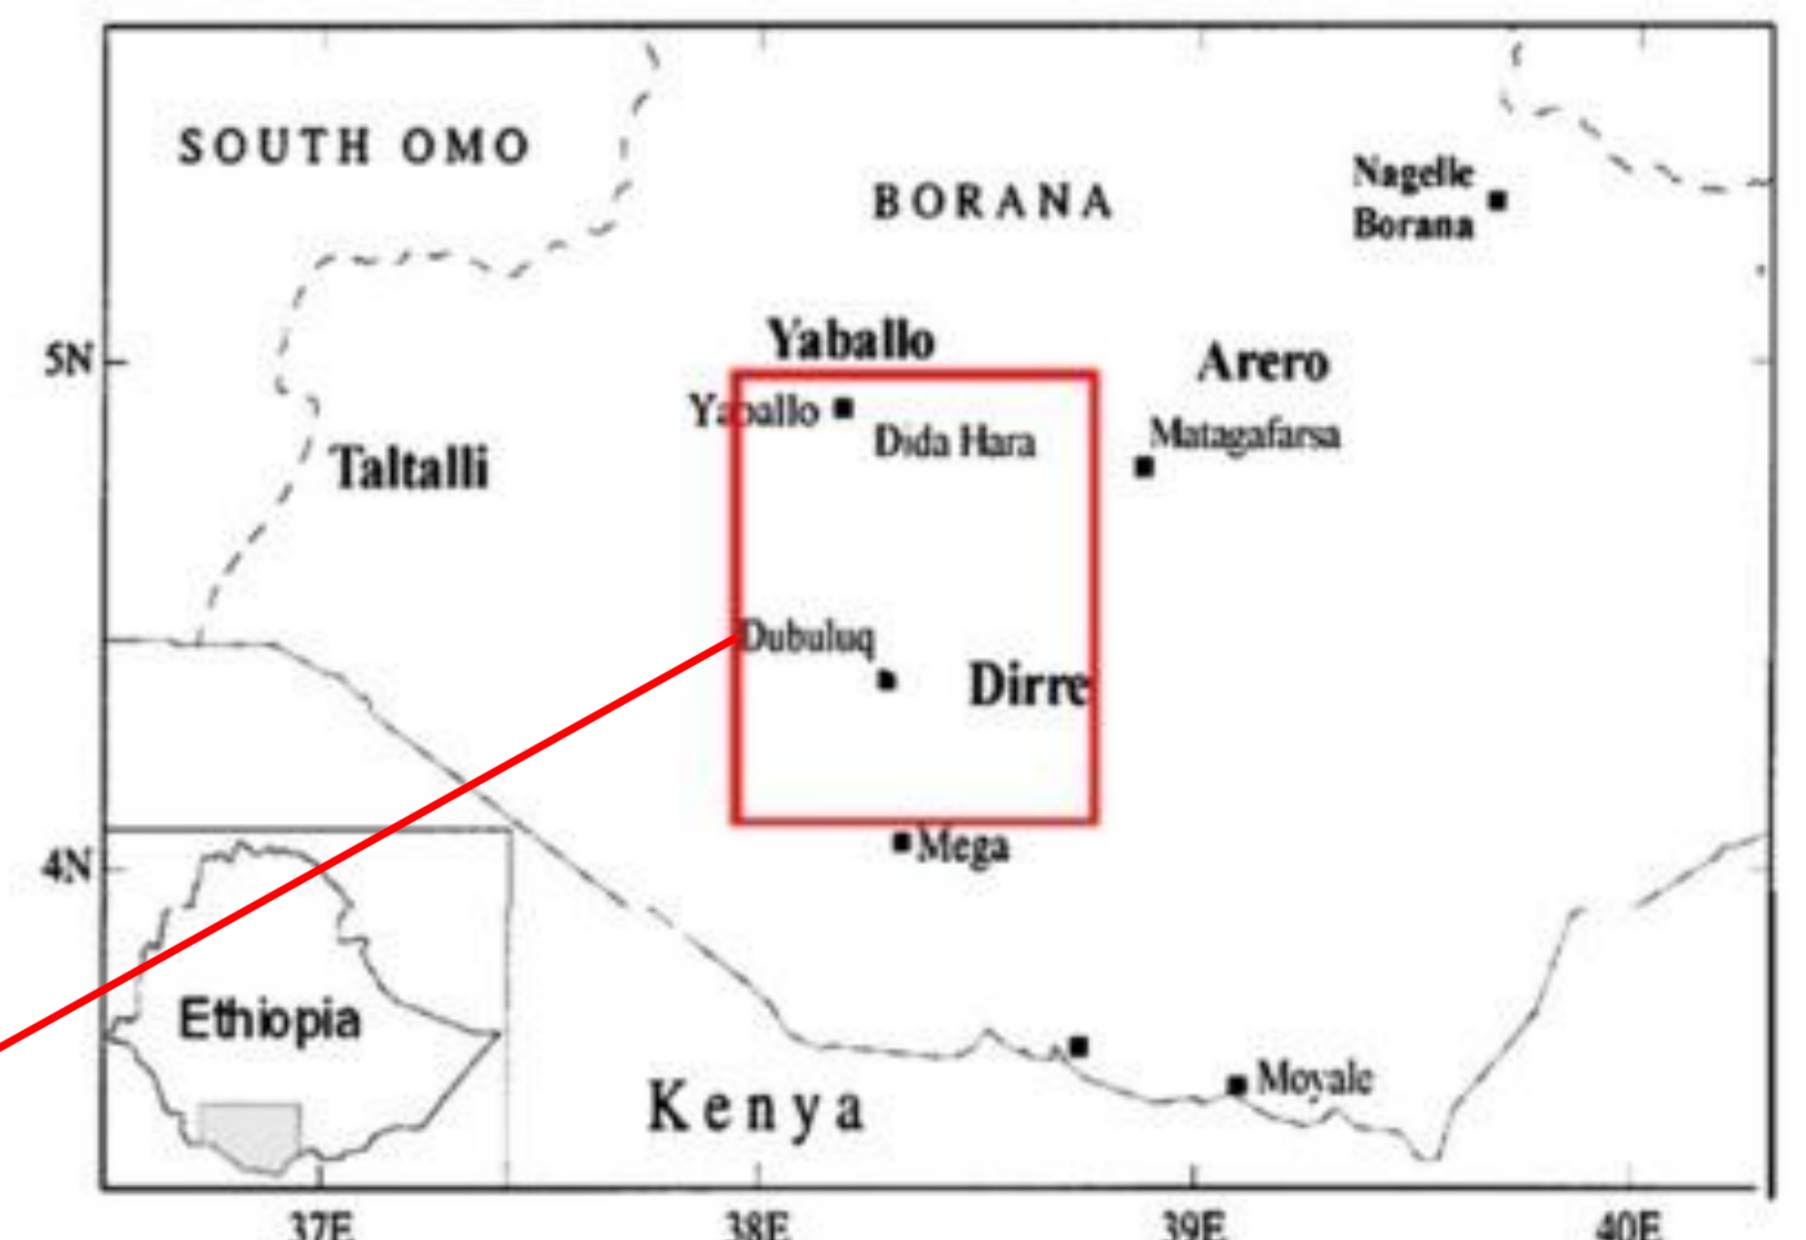 SOUTH OMO
BORANA
Nagelle
Borana
Yaballo
Arero
5N
Yaballo
Dida Hara
Matagafarsa
Taltalli
Dubuluq
Dirre
Mega
4N
Ethiopia
Kenya
Moyale
37E
38E
39E
40E